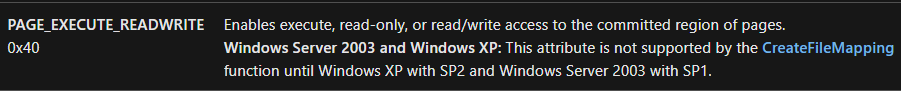 PAGE_EXECUTE_READWRITE Enables execute, read-only, or read/write access to the committed region of pages.
0x40 Windows Server 2003 and Windows XP: This attribute is not supported by the CreateFileMapping
function until Windows XP with SP2 and Windows Server 2003 with SP1.